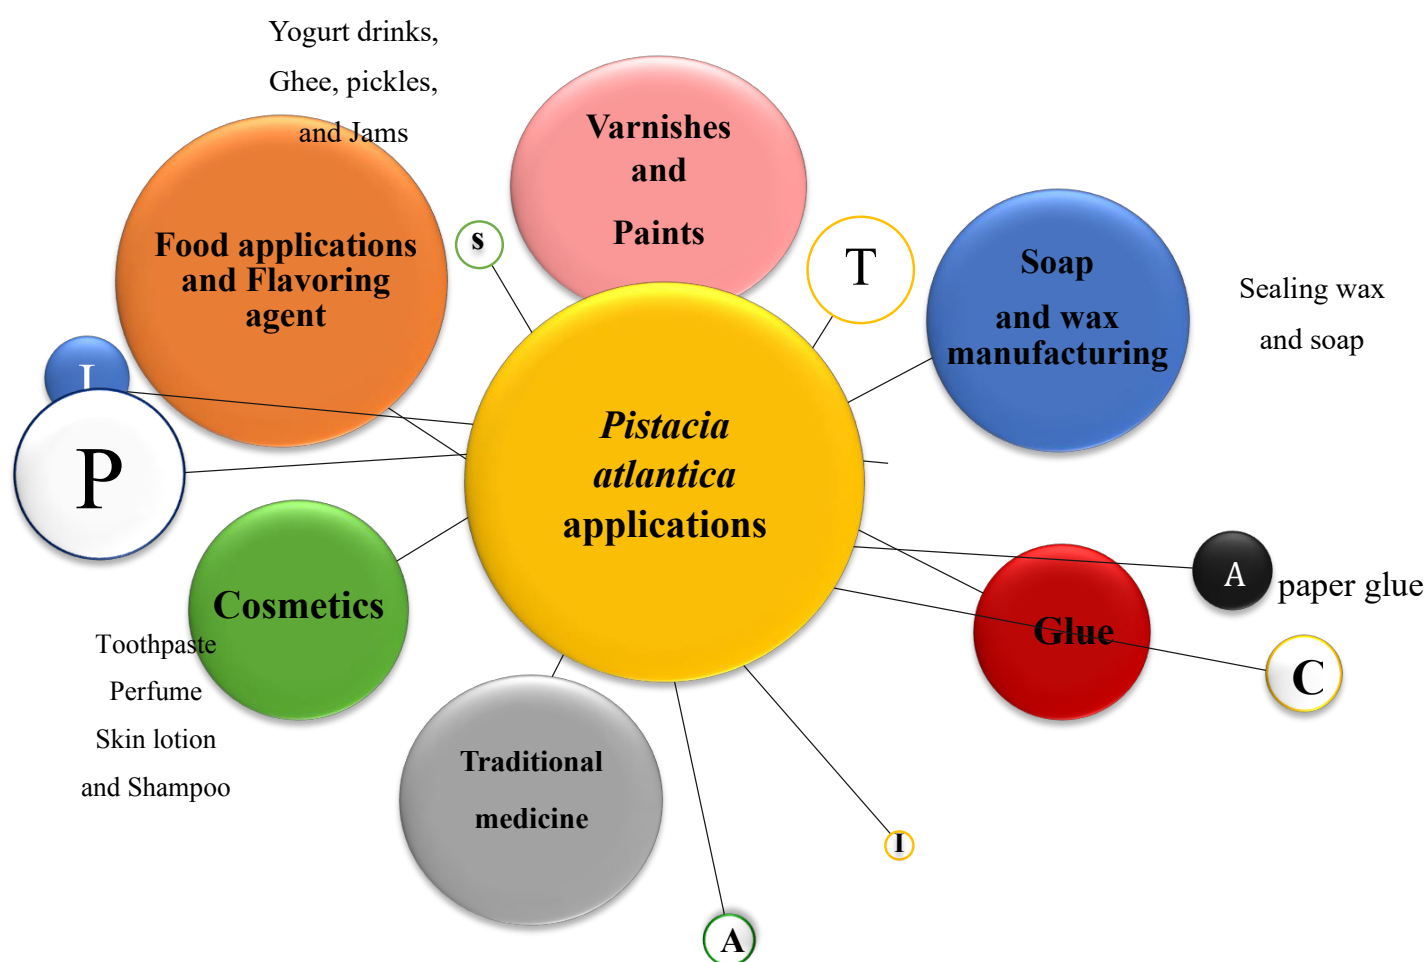 Yogurt drinks,
Ghee, pickles,
and Jams
Varnishes
and
Paints
Food applications
and Flavoring
agent
s
T
Soap
and wax
manufacturing
Sealing wax
and soap
I
P
Pistacia
atlantica
applications
A
paper glue
Cosmetics
Glue
C
Toothpaste
Perfume
Skin lotion
and Shampoo
Traditional
medicine
I
A